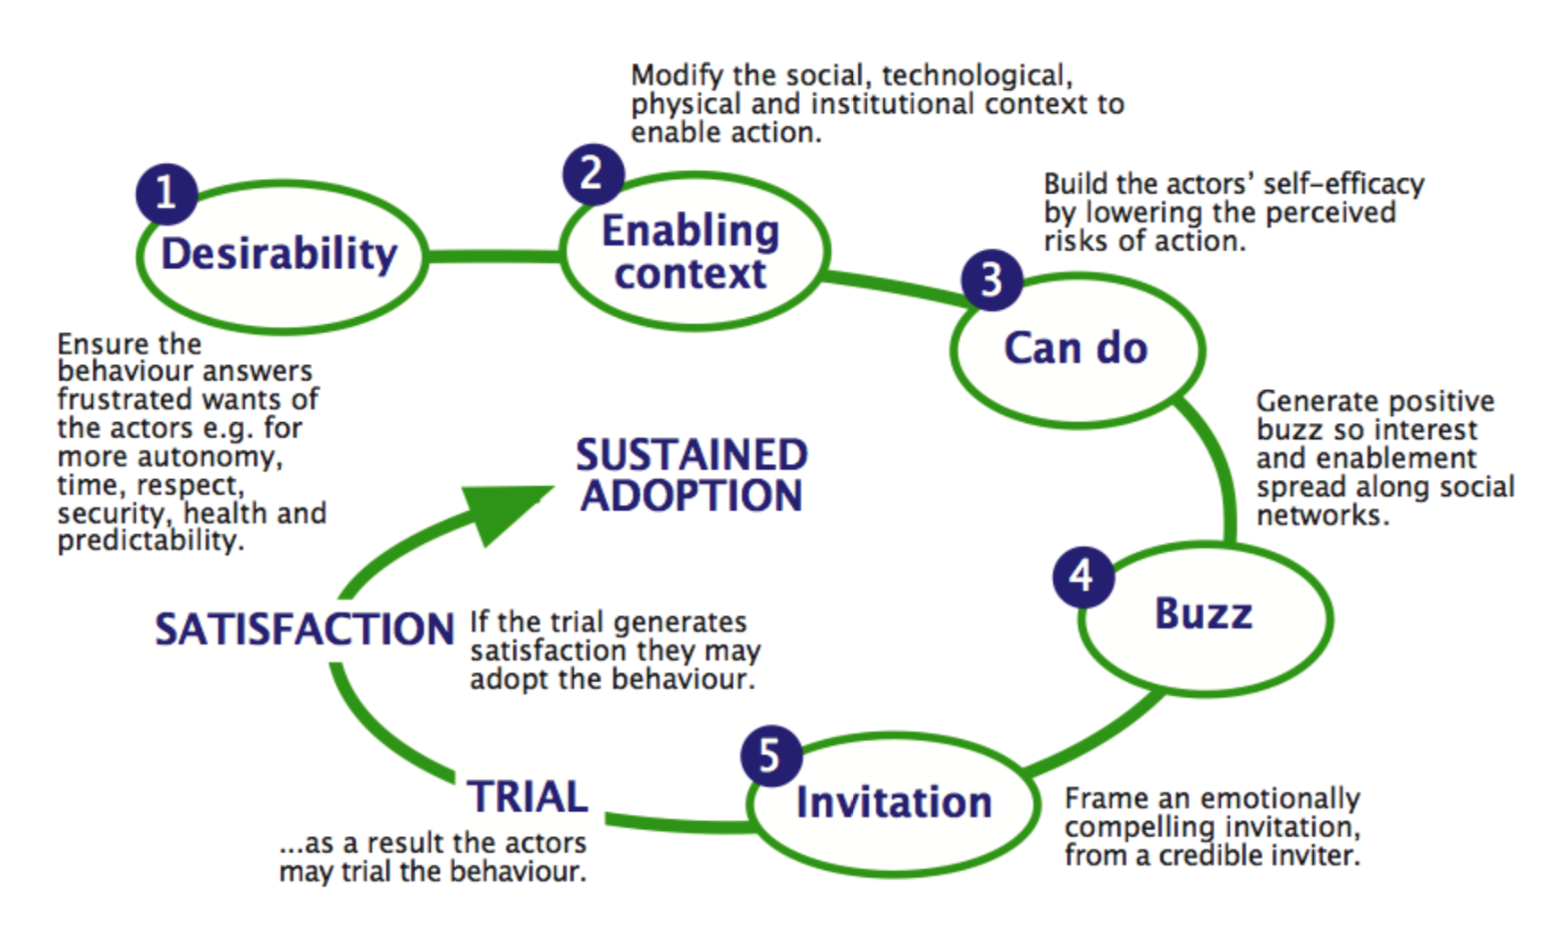 1
Desirability
Ensure the
behaviour answers
frustrated wants of
the actors e.g. for
more autonomy,
time, respect,
security, health and
predictability.
2
Enabling
context
Modify the social, technological,
physical and institutional context to
enable action.
3
Can do
Build the actors’ self-efficacy
by lowering the perceived
risks of action.
4
Buzz
Generate positive
buzz so interest
and enablement
spread along social
networks.
5
Invitation
Frame an emotionally
compelling invitation,
from a credible inviter.
TRIAL
...as a result the actors
may trial the behaviour.
SATISFACTION
If the trial generates
satisfaction they may
adopt the behaviour.
SUSTAINED
ADOPTION